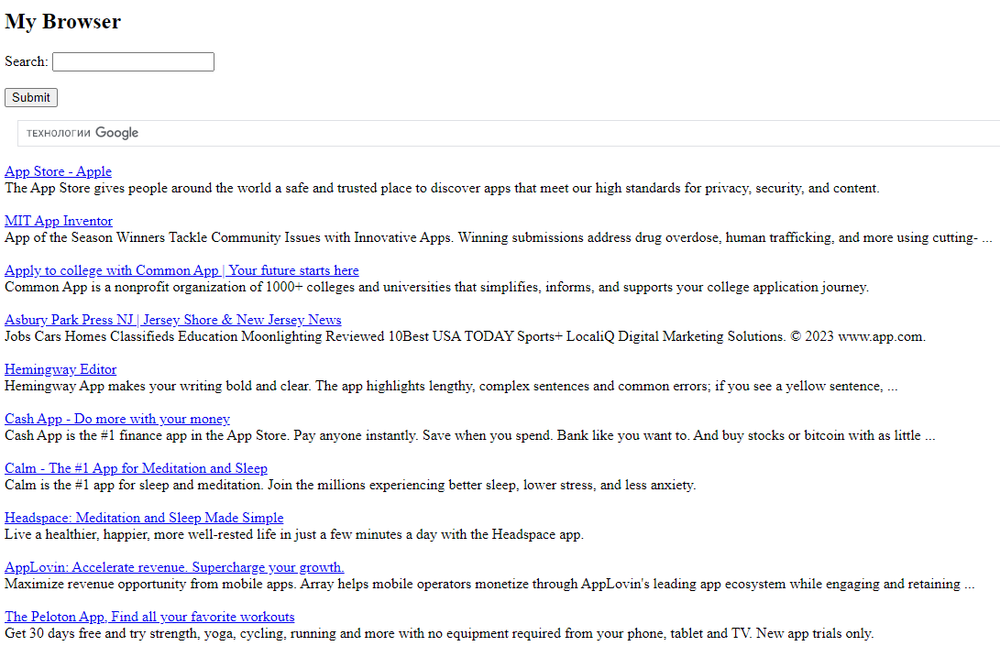 My Browser
Search:
Submit
технологии Google
App Store - Apple
The App Store gives people around the world a safe and trusted place to discover apps that meet our high standards for privacy, security, and content.
MIT App Inventor
App of the Season Winners Tackle Community Issues with Innovative Apps. Winning submissions address drug overdose, human trafficking, and more using cutting- ...
Apply to college with Common App | Your future starts here
Common App is a nonprofit organization of 1000+ colleges and universities that simplifies, informs, and supports your college application journey.
Asbury Park Press NJ | Jersey Shore & New Jersey News
Jobs Cars Homes Classifieds Education Moonlighting Reviewed 10Best USA TODAY Sports+ LocaliQ Digital Marketing Solutions. © 2023 www.app.com.
Hemingway Editor
Hemingway App makes your writing bold and clear. The app highlights lengthy, complex sentences and common errors; if you see a yellow sentence, ...
Cash App - Do more with your money
Cash App is the #1 finance app in the App Store. Pay anyone instantly. Save when you spend. Bank like you want to. And buy stocks or bitcoin with as little ...
Calm - The #1 App for Meditation and Sleep
Calm is the #1 app for sleep and meditation. Join the millions experiencing better sleep, lower stress, and less anxiety.
Headspace: Meditation and Sleep Made Simple
Live a healthier, happier, more well-rested life in just a few minutes a day with the Headspace app.
AppLovin: Accelerate revenue. Supercharge your growth.
Maximize revenue opportunity from mobile apps. Array helps mobile operators monetize through AppLovin's leading app ecosystem while engaging and retaining ...
The Peloton App, Find all your favorite workouts
Get 30 days free and try strength, yoga, cycling, running and more with no equipment required from your phone, tablet and TV. New app trials only.